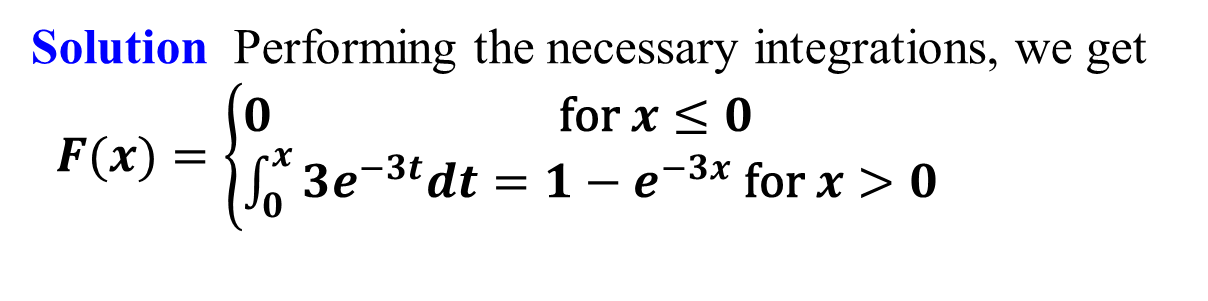 Solution Performing the necessary integrations, we get
0 for x ≤ 0
F(x) = {
∫₀ˣ 3e⁻³ᵗdt = 1 − e⁻³ˣ for x > 0